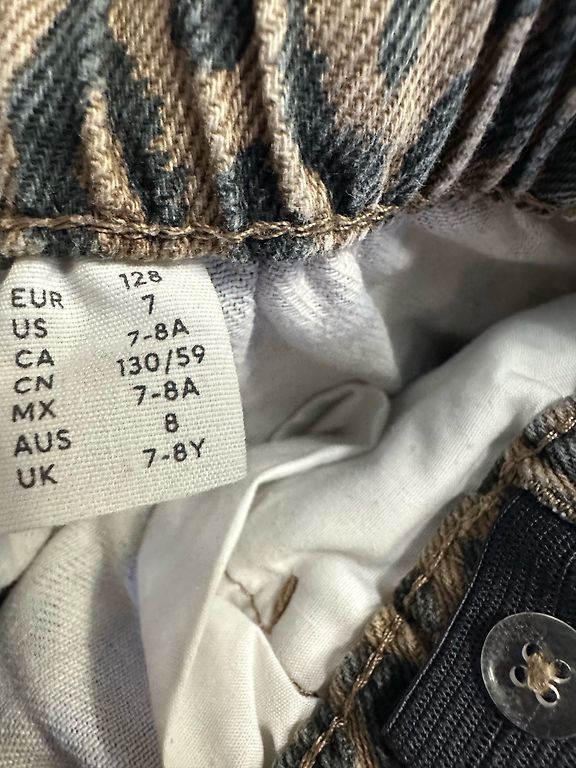 EUR 128
US 7
CA 7-8A
CN 130/59
MX 7-8A
AUS 8
UK 7-8Y